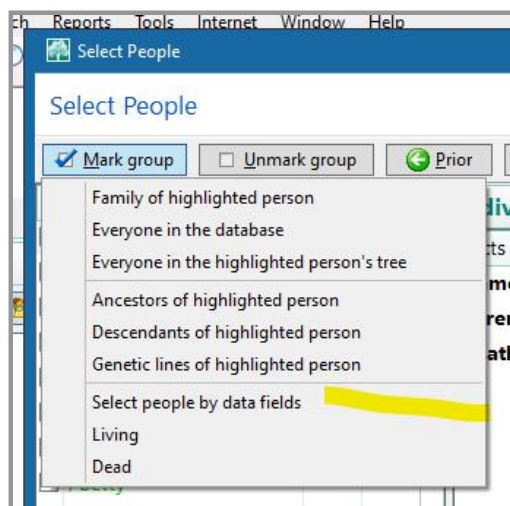 Reports Tools Internet Window Help
Select People
Select People
Mark group Unmark group Prior
Family of highlighted person
Everyone in the database
Everyone in the highlighted person's tree
Ancestors of highlighted person
Descendants of highlighted person
Genetic lines of highlighted person
Select people by data fields
Living
Dead